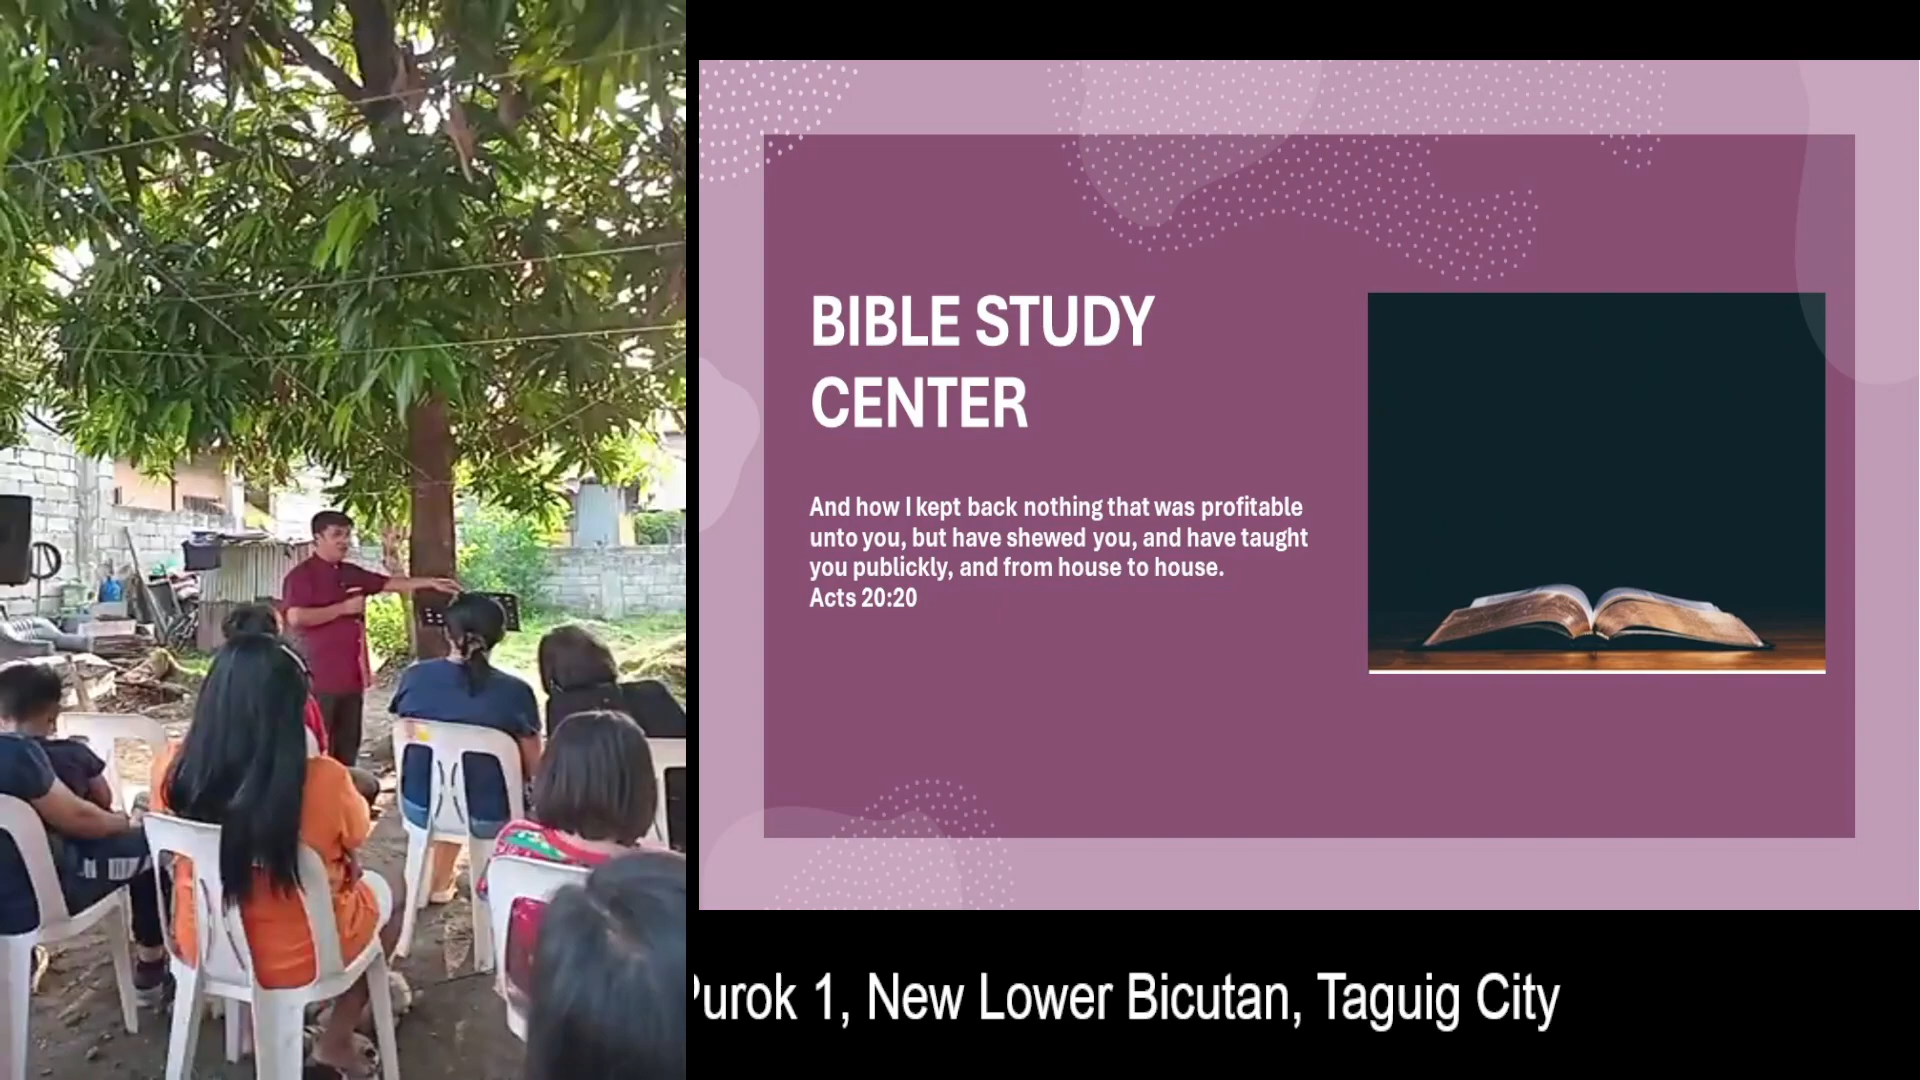 BIBLE STUDY
CENTER
And how I kept back nothing that was profitable
unto you, but have shewed you, and have taught
you publickly, and from house to house.
Acts 20:20
urok 1, New Lower Bicutan, Taguig City